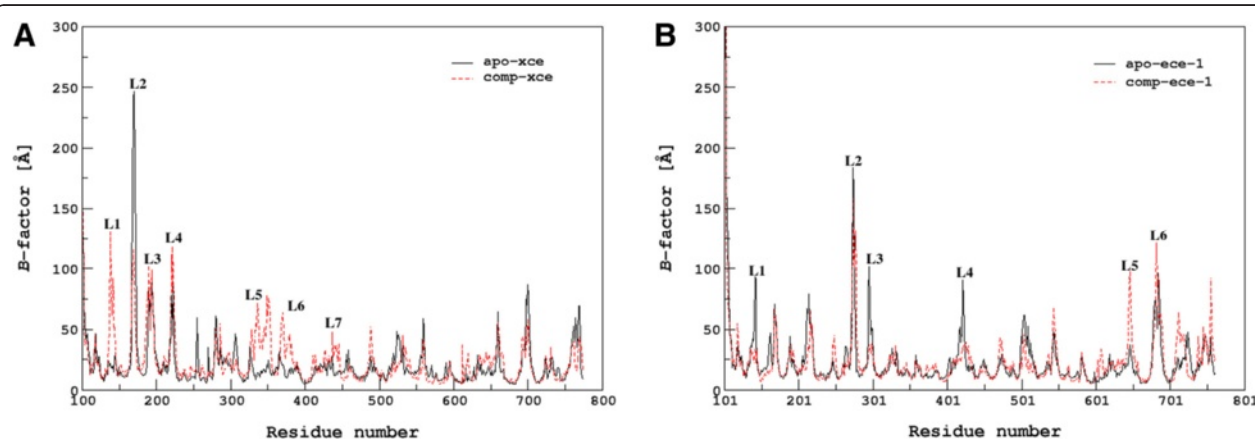 A
300
250
200
150
100
50
0
B-factor [Å]
L1
L2
L3
L4
L5
L6
L7
apo-xce
comp-xce
100 200 300 400 500 600 700 800
Residue number
B
300
250
200
150
100
50
0
B-factor [Å]
L1
L2
L3
L4
L5
L6
apo-ece-1
comp-ece-1
101 201 301 401 501 601 701 801
Residue number